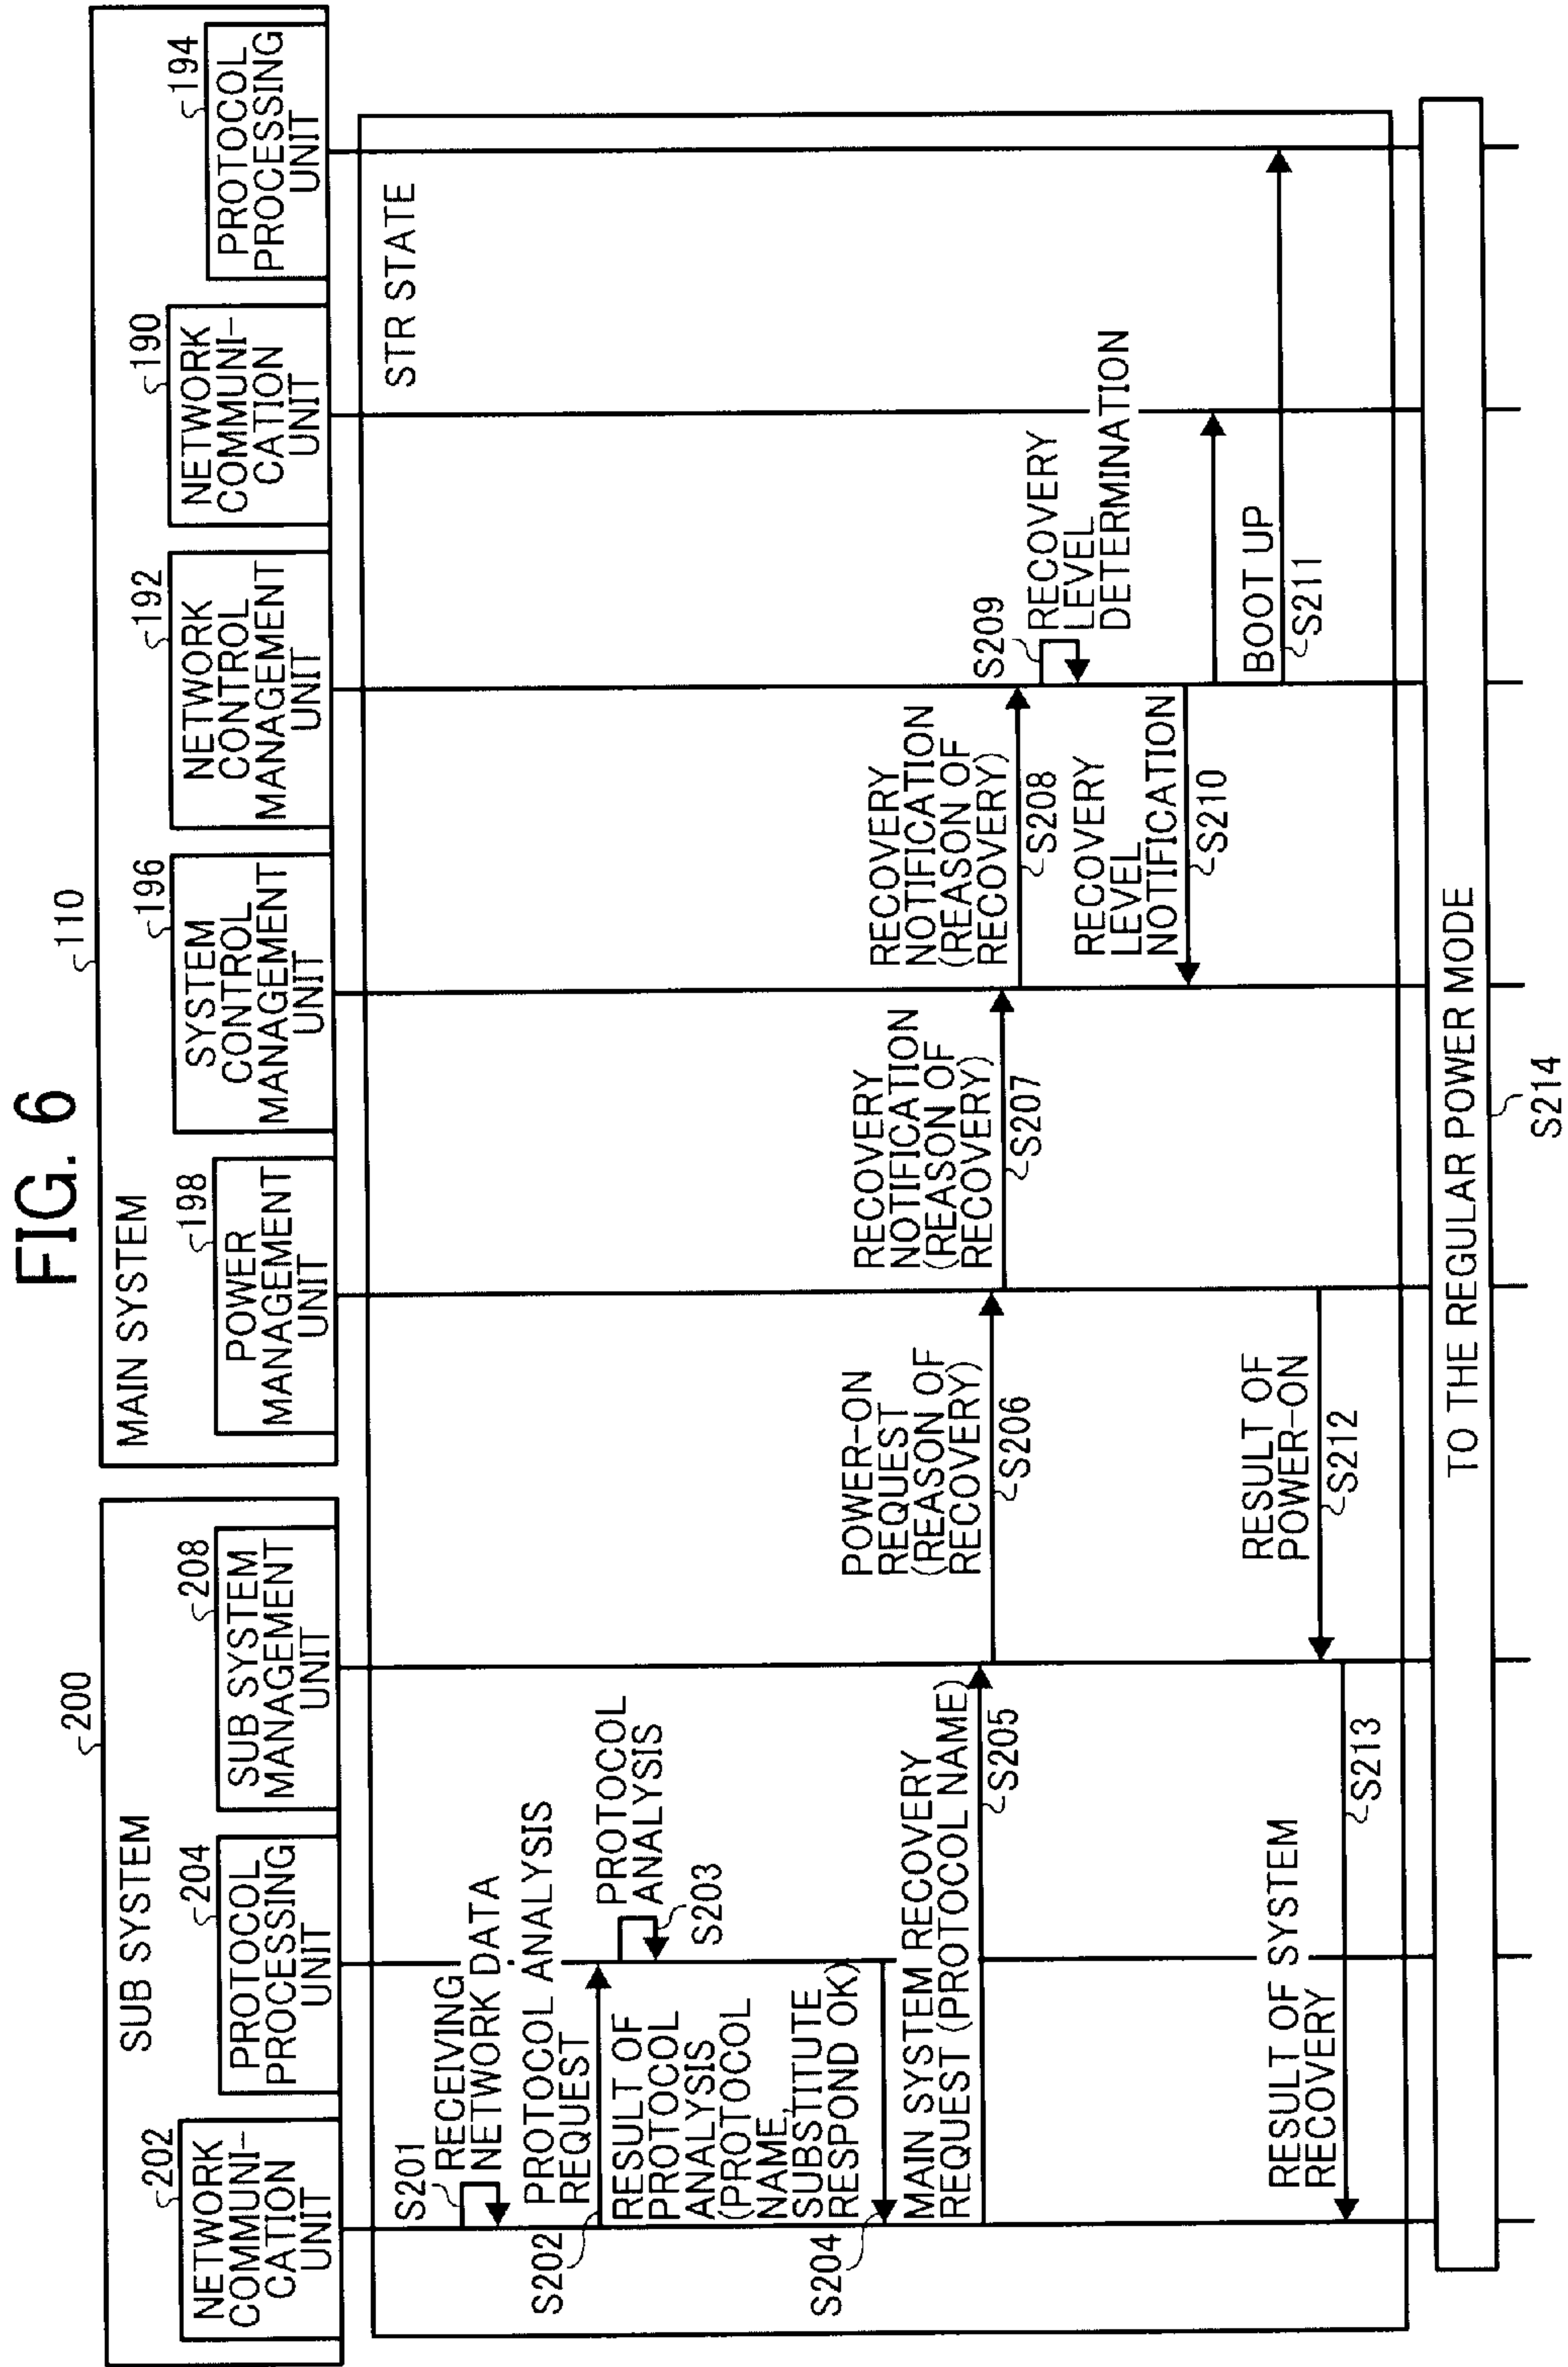 FIG. 6
200
SUB SYSTEM
202
NETWORK
COMMUNI-
CATION
UNIT
204
PROTOCOL
PROCESSING
UNIT
208
SUB SYSTEM
MANAGEMENT
UNIT
110
MAIN SYSTEM
198
POWER
MANAGEMENT
UNIT
196
SYSTEM
CONTROL
MANAGEMENT
UNIT
192
NETWORK
CONTROL
MANAGEMENT
UNIT
190
NETWORK
COMMUNI-
CATION
UNIT
194
PROTOCOL
PROCESSING
UNIT
STR STATE
S201
RECEIVING
NETWORK DATA
PROTOCOL ANALYSIS
REQUEST
S202
PROTOCOL
ANALYSIS
S203
RESULT OF
PROTOCOL
ANALYSIS
(PROTOCOL
NAME,
SUBSTITUTE
RESPOND OK)
S204
MAIN SYSTEM RECOVERY
REQUEST (PROTOCOL NAME)
S205
POWER-ON
REQUEST
(REASON OF
RECOVERY)
S206
RECOVERY
NOTIFICATION
(REASON OF
RECOVERY)
S207
RECOVERY
NOTIFICATION
(REASON OF
RECOVERY)
S208
S209
RECOVERY
LEVEL
DETERMINATION
RECOVERY
LEVEL
NOTIFICATION
S210
BOOT UP
S211
RESULT OF
POWER-ON
S212
RESULT OF SYSTEM
RECOVERY
S213
TO THE REGULAR POWER MODE
S214